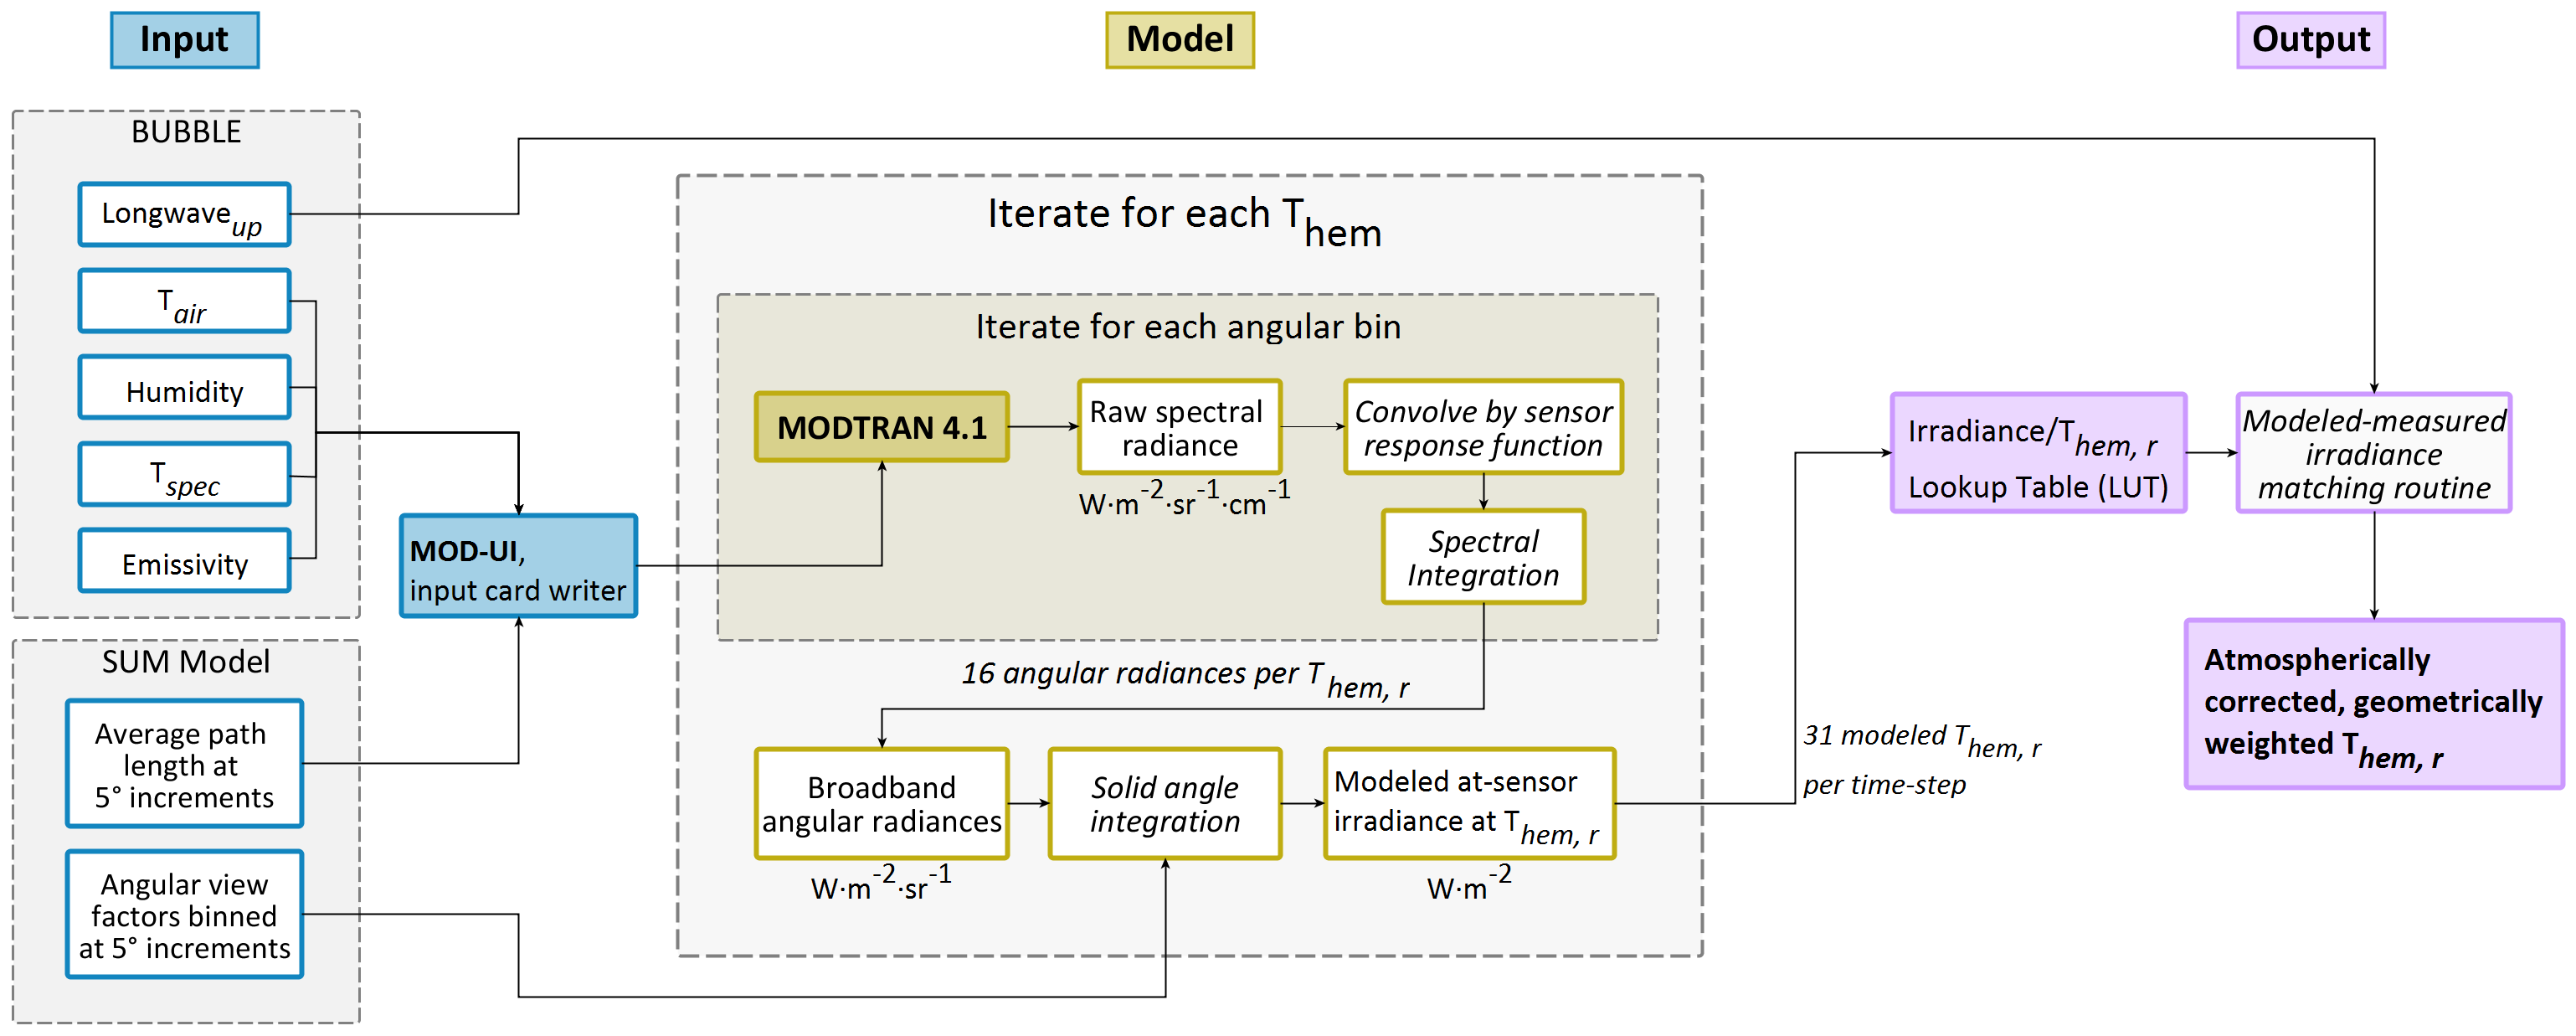 Input
Model
Output
BUBBLE
Longwave up
T air
Humidity
T spec
Emissivity
SUM Model
Average path
length at
5° increments
Angular view
factors binned
at 5° increments
MOD-UI,
input card writer
Iterate for each T hem
Iterate for each angular bin
MODTRAN 4.1
Raw spectral
radiance
W·m-2·sr-1·cm-1
Convolve by sensor
response function
Spectral
Integration
16 angular radiances per T hem, r
Broadband
angular radiances
W·m-2·sr-1
Solid angle
integration
Modeled at-sensor
irradiance at T hem, r
W·m-2
31 modeled T hem, r
per time-step
Irradiance/T hem, r
Lookup Table (LUT)
Modeled-measured
irradiance
matching routine
Atmospherically
corrected, geometrically
weighted T hem, r